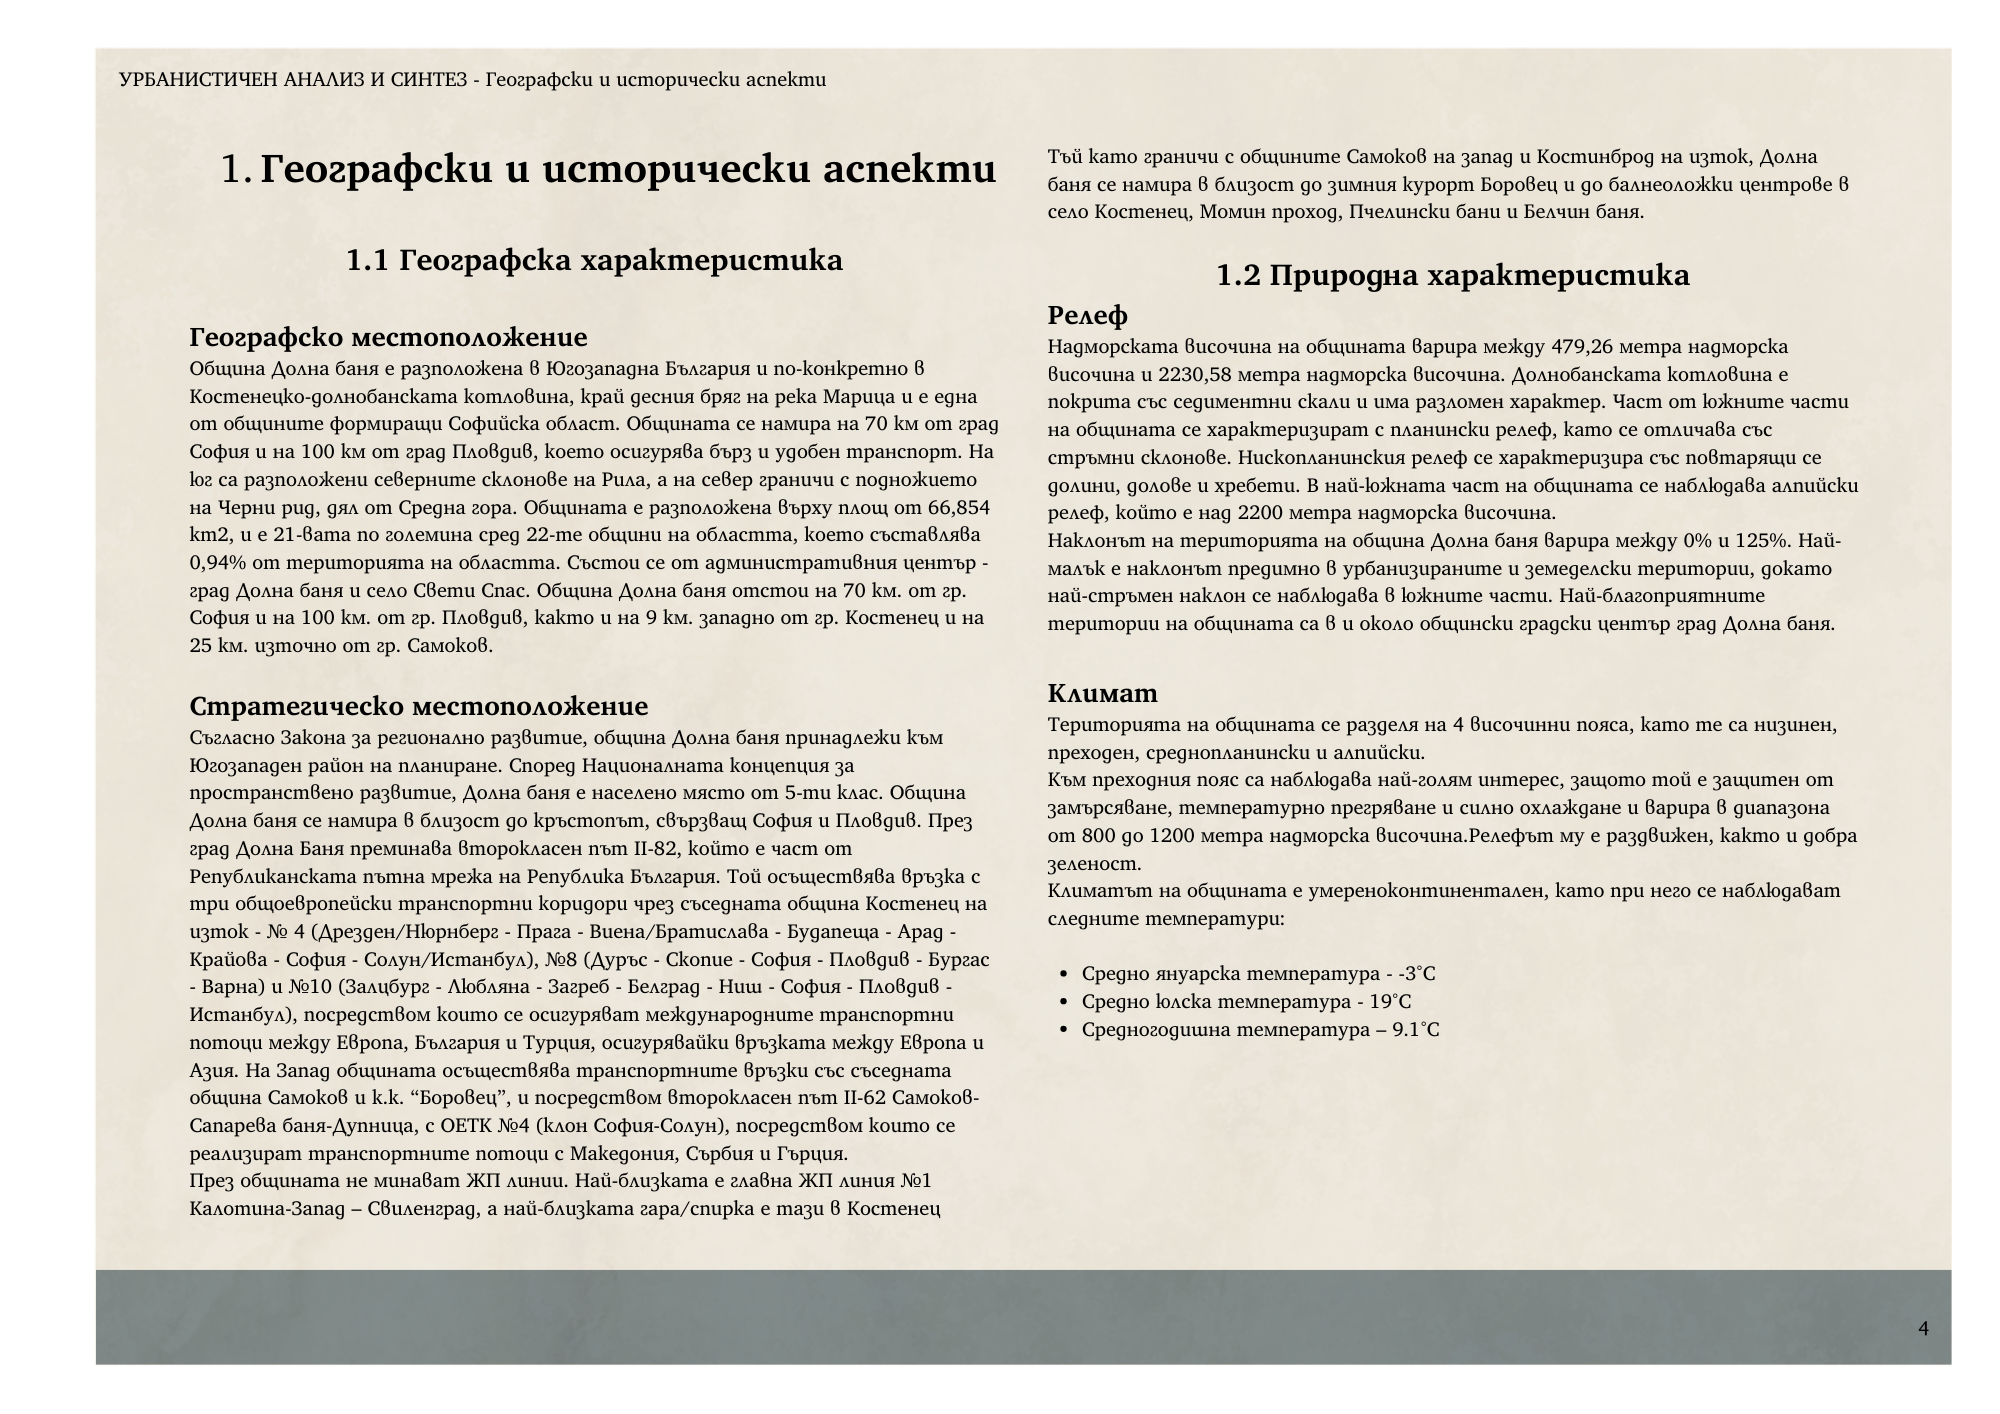 УРБАНИСТИЧЕН АНАЛИЗ И СИНТЕЗ - Географски и исторически аспекти
1. Географски и исторически аспекти
1.1 Географска характеристика
Географско местоположение
Община Долна баня е разположена в Югозападна България и по-конкретно в
Костенецко-долнобанската котловина, край десния бряг на река Марица и е една
от общините формиращи Софийска област. Общината се намира на 70 км от град
София и на 100 км от град Пловдив, което осигурява бърз и удобен транспорт. На
юг са разположени северните склонове на Рила, а на север граничи с подножието
на Черни рид, дял от Средна гора. Общината е разположена върху площ от 66,854
km2, и е 21-вата по големина сред 22-те общини на областта, което съставлява
0,94% от територията на областта. Състои се от административния център -
град Долна баня и село Свети Спас. Община Долна баня отстои на 70 км. от гр.
София и на 100 км. от гр. Пловдив, както и на 9 км. западно от гр. Костенец и на
25 км. източно от гр. Самоков.
Стратегическо местоположение
Съгласно Закона за регионално развитие, община Долна баня принадлежи към
Югозападен район на планиране. Според Националната концепция за
пространствено развитие, Долна баня е населено място от 5-ти клас. Община
Долна баня се намира в близост до кръстопът, свързващ София и Пловдив. През
град Долна Баня преминава второкласен път II-82, който е част от
Републиканската пътна мрежа на Република България. Той осъществява връзка с
три общоевропейски транспортни коридори чрез съседната община Костенец на
изток - № 4 (Дрезден/Нюрнберг - Прага - Виена/Братислава - Будапеща - Арад -
Крайова - София - Солун/Истанбул), №8 (Дуръс - Скопие - София - Пловдив - Бургас
- Варна) и №10 (Залцбург - Любляна - Загреб - Белград - Ниш - София - Пловдив -
Истанбул), посредством които се осигуряват международните транспортни
потоци между Европа, България и Турция, осигурявайки връзката между Европа и
Азия. На Запад общината осъществява транспортните връзки със съседната
община Самоков и к.к. “Боровец”, и посредством второкласен път II-62 Самоков-
Сапарева баня-Дупница, с ОЕТК №4 (клон София-Солун), посредством които се
реализират транспортните потоци с Македония, Сърбия и Гърция.
През общината не минават ЖП линии. Най-близката е главна ЖП линия №1
Калотина-Запад – Свиленград, а най-близката гара/спирка е тази в Костенец
Тъй като граничи с общините Самоков на запад и Костинброд на изток, Долна
баня се намира в близост до зимния курорт Боровец и до балнеоложки центрове в
село Костенец, Момин проход, Пчелински бани и Белчин баня.
1.2 Природна характеристика
Релеф
Надморската височина на общината варира между 479,26 метра надморска
височина и 2230,58 метра надморска височина. Долнобанската котловина е
покрита със седиментни скали и има разломен характер. Част от южните части
на общината се характеризират с планински релеф, като се отличава със
стръмни склонове. Нископланинския релеф се характеризира със повтарящи се
долини, долове и хребети. В най-южната част на общината се наблюдава алпийски
релеф, който е над 2200 метра надморска височина.
Наклонът на територията на община Долна баня варира между 0% и 125%. Най-
малък е наклонът предимно в урбанизираните и земеделски територии, докато
най-стръмен наклон се наблюдава в южните части. Най-благоприятните
територии на общината са в и около общински градски център град Долна баня.
Климат
Територията на общината се разделя на 4 височинни пояса, като те са низинен,
преходен, среднопланински и алпийски.
Към преходния пояс са наблюдава най-голям интерес, защото той е защитен от
замърсяване, температурно прегряване и силно охлаждане и варира в диапазона
от 800 до 1200 метра надморска височина.Релефът му е раздвижен, както и добра
зеленост.
Климатът на общината е умереноконтинентален, като при него се наблюдават
следните температури:
• Средно януарска температура - -3˚C
• Средно юлска температура - 19˚C
• Средногодишна температура – 9.1˚C
4